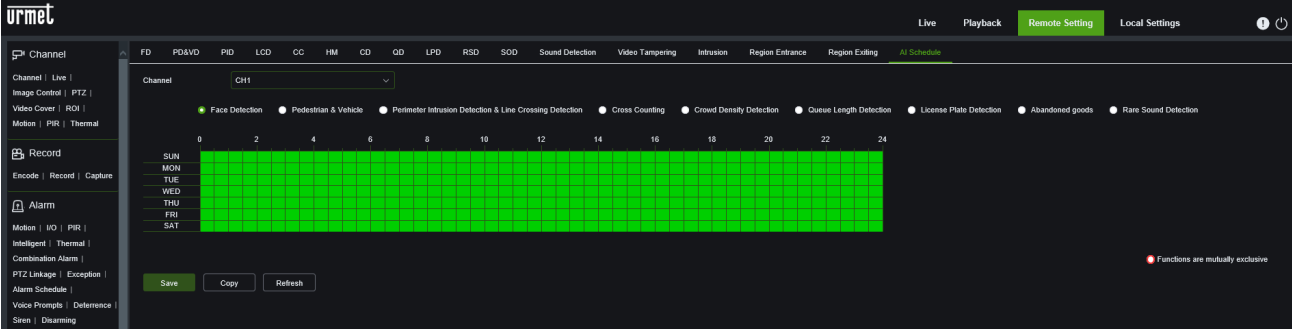 urmet
Live Playback Remote Setting Local Settings
Channel
Channel | Live |
Image Control | PTZ |
Video Cover | ROI |
Motion | PIR | Thermal
Record
Encode | Record | Capture
Alarm
Motion | I/O | PIR |
Intelligent | Thermal |
Combination Alarm |
PTZ Linkage | Exception |
Alarm Schedule |
Voice Prompts | Deterrence |
Siren | Disarming
FD PD&VD PID LCD CC HM CD QD LPD RSD SOD Sound Detection Video Tampering Intrusion Region Entrance Region Exiting AI Schedule
Channel CH1
Face Detection Pedestrian & Vehicle Perimeter Intrusion Detection & Line Crossing Detection Cross Counting Crowd Density Detection Queue Length Detection License Plate Detection Abandoned goods Rare Sound Detection
0 2 4 6 8 10 12 14 16 18 20 22 24
SUN
MON
TUE
WED
THU
FRI
SAT
Functions are mutually exclusive
Save Copy Refresh